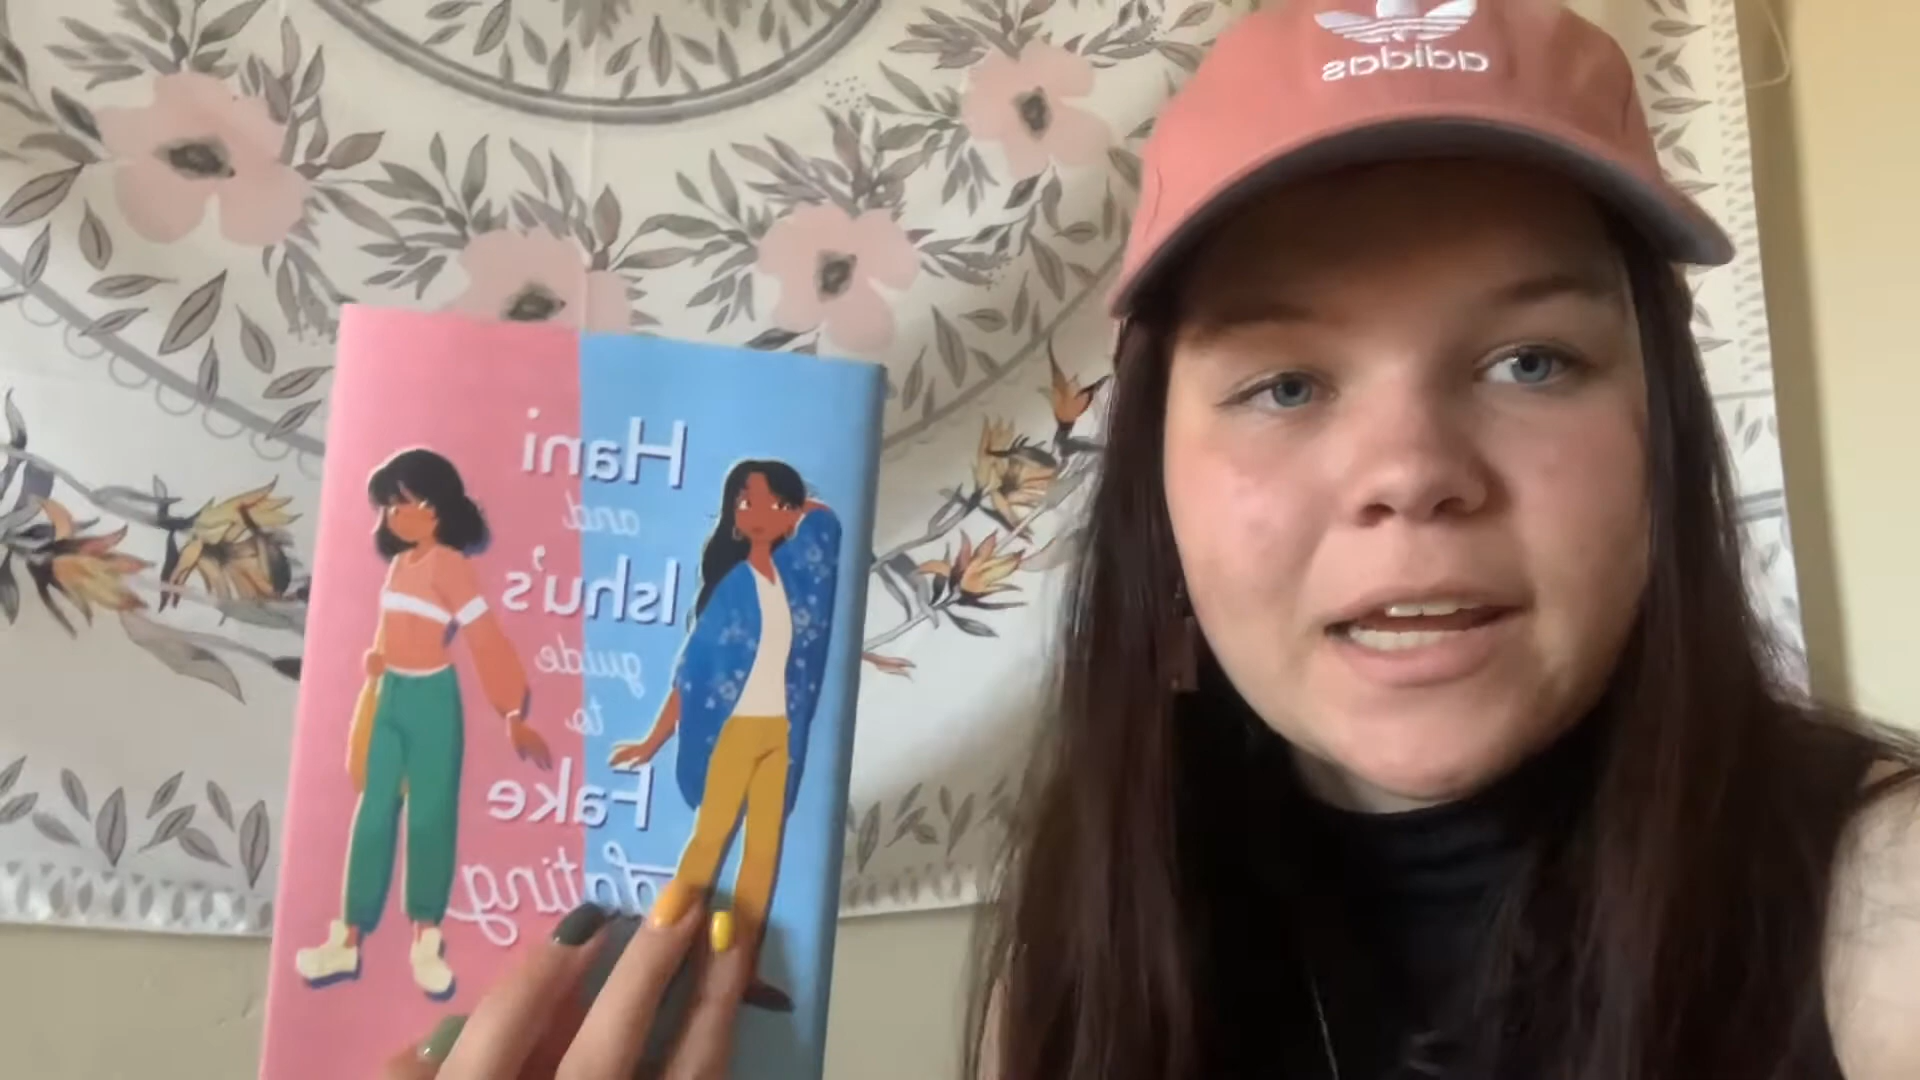 adidas
Hani
and
Ishu's
guide
to
Fake
dating